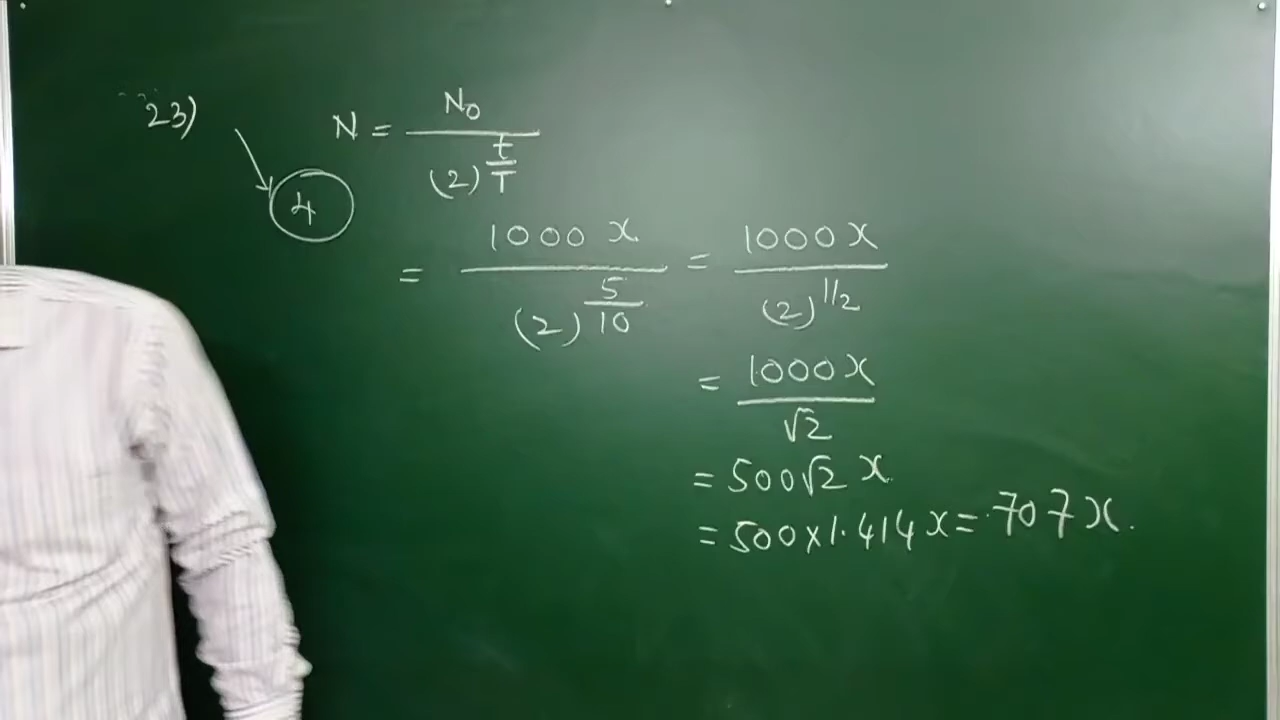 23)
4
N = N₀ / (2)^(t/T)
= 1000 x / (2)^(5/10) = 1000 x / (2)^(1/2)
= 1000 x / √2
= 500√2 x
= 500 × 1.414 x = 707 x.